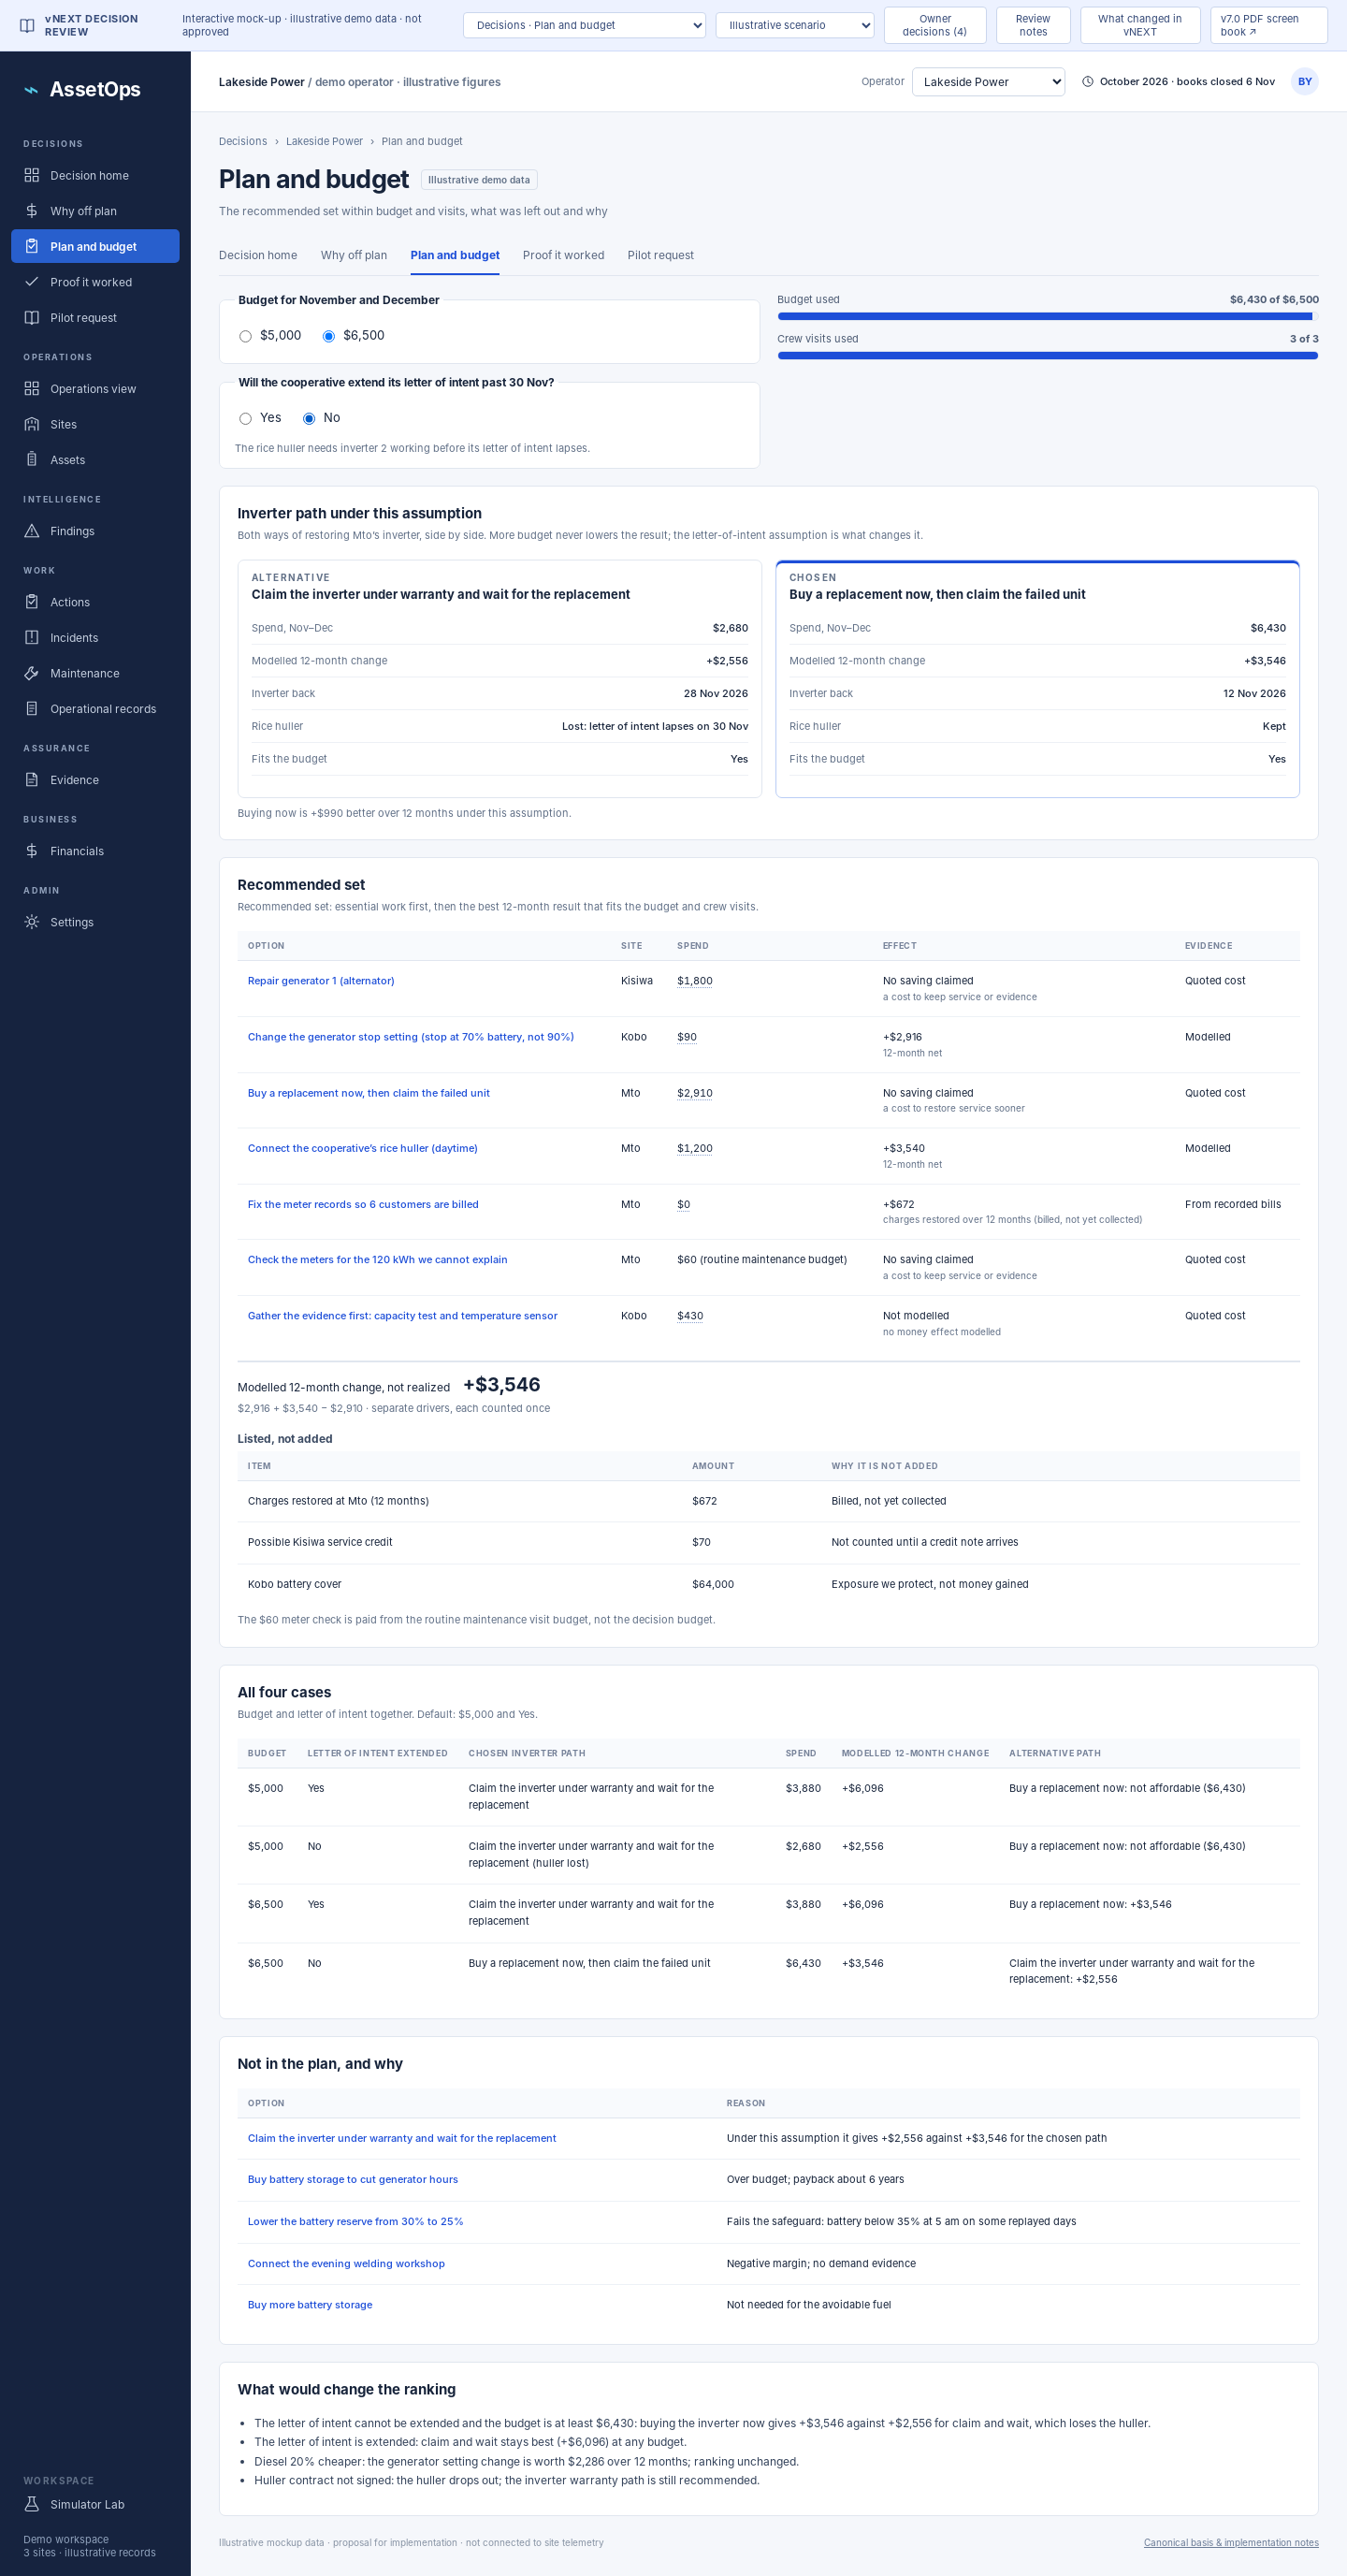 vNEXT DECISION REVIEW
Interactive mock-up · illustrative demo data · not approved
Decisions · Plan and budget
Illustrative scenario
Owner decisions (4)
Review notes
What changed in vNEXT
v7.0 PDF screen book ↗
AssetOps
DECISIONS
Decision home
Why off plan
Plan and budget
Proof it worked
Pilot request
OPERATIONS
Operations view
Sites
Assets
INTELLIGENCE
Findings
WORK
Actions
Incidents
Maintenance
Operational records
ASSURANCE
Evidence
BUSINESS
Financials
ADMIN
Settings
WORKSPACE
Simulator Lab
Demo workspace
3 sites · illustrative records
Lakeside Power / demo operator · illustrative figures
Operator
Lakeside Power
October 2026 · books closed 6 Nov
BY
Decisions › Lakeside Power › Plan and budget
Plan and budget
Illustrative demo data
The recommended set within budget and visits, what was left out and why
Decision home
Why off plan
Plan and budget
Proof it worked
Pilot request
Budget for November and December
$5,000
$6,500
Budget used
$6,430 of $6,500
Crew visits used
3 of 3
Will the cooperative extend its letter of intent past 30 Nov?
Yes
No
The rice huller needs inverter 2 working before its letter of intent lapses.
Inverter path under this assumption
Both ways of restoring Mto's inverter, side by side. More budget never lowers the result; the letter-of-intent assumption is what changes it.
ALTERNATIVE
Claim the inverter under warranty and wait for the replacement
Spend, Nov–Dec $2,680
Modelled 12-month change +$2,556
Inverter back 28 Nov 2026
Rice huller Lost: letter of intent lapses on 30 Nov
Fits the budget Yes
CHOSEN
Buy a replacement now, then claim the failed unit
Spend, Nov–Dec $6,430
Modelled 12-month change +$3,546
Inverter back 12 Nov 2026
Rice huller Kept
Fits the budget Yes
Buying now is +$990 better over 12 months under this assumption.
Recommended set
Recommended set: essential work first, then the best 12-month result that fits the budget and crew visits.
OPTION SITE SPEND EFFECT EVIDENCE
Repair generator 1 (alternator) Kisiwa $1,800 No saving claimed Quoted cost
a cost to keep service or evidence
Change the generator stop setting (stop at 70% battery, not 90%) Kobo $90 +$2,916 Modelled
12-month net
Buy a replacement now, then claim the failed unit Mto $2,910 No saving claimed Quoted cost
a cost to restore service sooner
Connect the cooperative's rice huller (daytime) Mto $1,200 +$3,540 Modelled
12-month net
Fix the meter records so 6 customers are billed Mto $0 +$672 From recorded bills
charges restored over 12 months (billed, not yet collected)
Check the meters for the 120 kWh we cannot explain Mto $60 (routine maintenance budget) No saving claimed Quoted cost
a cost to keep service or evidence
Gather the evidence first: capacity test and temperature sensor Kobo $430 Not modelled Quoted cost
no money effect modelled
Modelled 12-month change, not realized +$3,546
$2,916 + $3,540 − $2,910 · separate drivers, each counted once
Listed, not added
ITEM AMOUNT WHY IT IS NOT ADDED
Charges restored at Mto (12 months) $672 Billed, not yet collected
Possible Kisiwa service credit $70 Not counted until a credit note arrives
Kobo battery cover $64,000 Exposure we protect, not money gained
The $60 meter check is paid from the routine maintenance visit budget, not the decision budget.
All four cases
Budget and letter of intent together. Default: $5,000 and Yes.
BUDGET LETTER OF INTENT EXTENDED CHOSEN INVERTER PATH SPEND MODELLED 12-MONTH CHANGE ALTERNATIVE PATH
$5,000 Yes Claim the inverter under warranty and wait for the replacement $3,880 +$6,096 Buy a replacement now: not affordable ($6,430)
$5,000 No Claim the inverter under warranty and wait for the replacement (huller lost) $2,680 +$2,556 Buy a replacement now: not affordable ($6,430)
$6,500 Yes Claim the inverter under warranty and wait for the replacement $3,880 +$6,096 Buy a replacement now: +$3,546
$6,500 No Buy a replacement now, then claim the failed unit $6,430 +$3,546 Claim the inverter under warranty and wait for the replacement: +$2,556
Not in the plan, and why
OPTION REASON
Claim the inverter under warranty and wait for the replacement Under this assumption it gives +$2,556 against +$3,546 for the chosen path
Buy battery storage to cut generator hours Over budget; payback about 6 years
Lower the battery reserve from 30% to 25% Fails the safeguard: battery below 35% at 5 am on some replayed days
Connect the evening welding workshop Negative margin; no demand evidence
Buy more battery storage Not needed for the avoidable fuel
What would change the ranking
• The letter of intent cannot be extended and the budget is at least $6,430: buying the inverter now gives +$3,546 against +$2,556 for claim and wait, which loses the huller.
• The letter of intent is extended: claim and wait stays best (+$6,096) at any budget.
• Diesel 20% cheaper: the generator setting change is worth $2,286 over 12 months; ranking unchanged.
• Huller contract not signed: the huller drops out; the inverter warranty path is still recommended.
Illustrative mockup data · proposal for implementation · not connected to site telemetry
Canonical basis & implementation notes